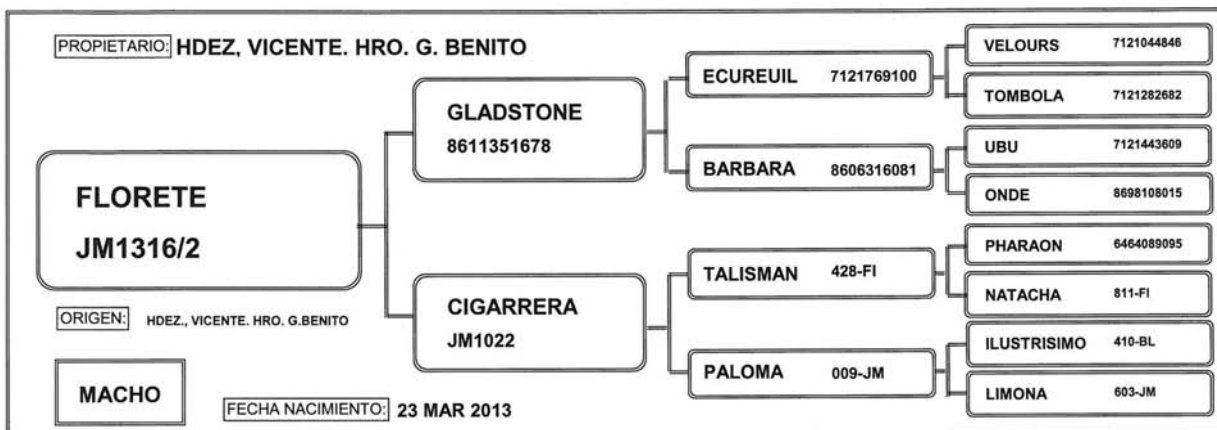 PROPIETARIO: HDEZ, VICENTE. HRO. G. BENITO
FLORETE
JM1316/2
ORIGEN: HDEZ., VICENTE. HRO. G.BENITO
MACHO
FECHA NACIMIENTO: 23 MAR 2013
GLADSTONE
8611351678
CIGARRERA
JM1022
ECUREUIL 7121769100
BARBARA 8606316081
TALISMAN 428-FI
PALOMA 009-JM
VELOURS 7121044846
TOMBOLA 7121282682
UBU 7121443609
ONDE 8698108015
PHARAON 6464089095
NATACHA 811-FI
ILUSTRISIMO 410-BL
LIMONA 603-JM